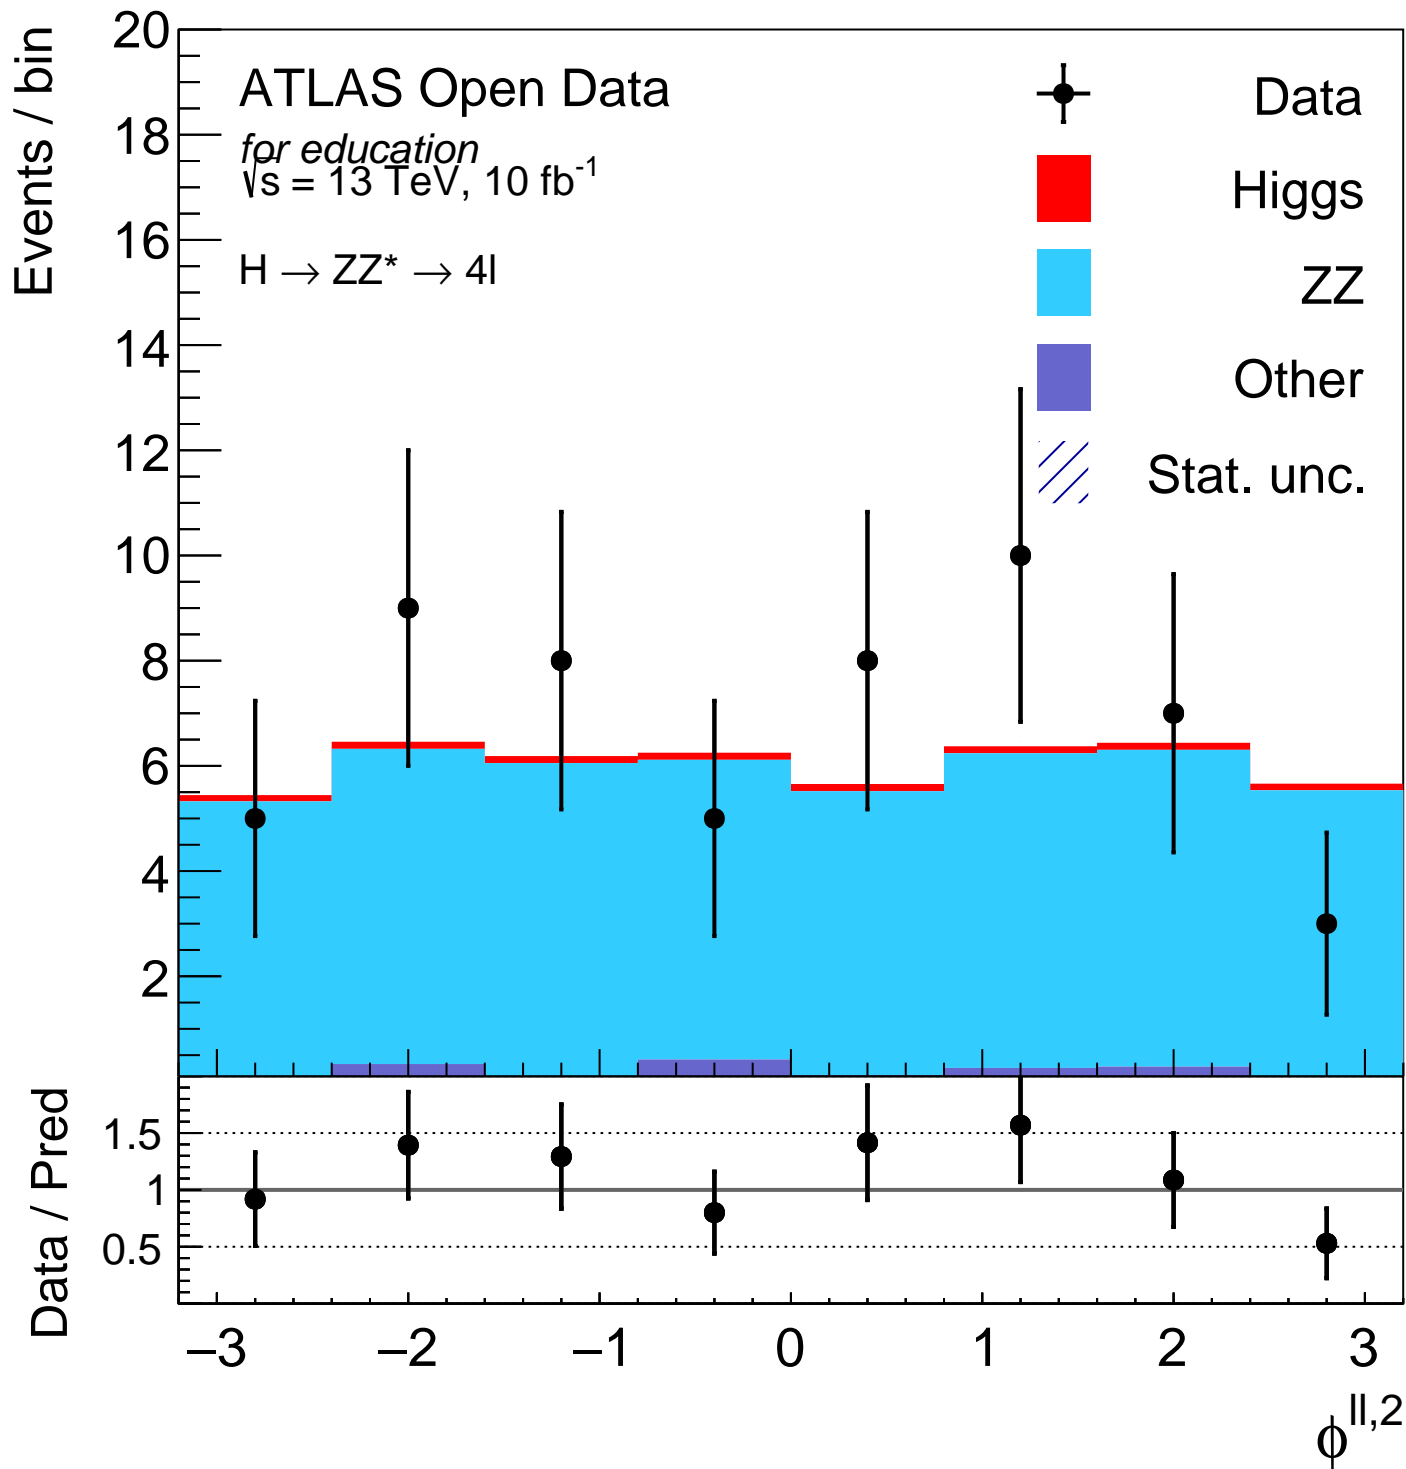 Events / bin
20
18
16
14
12
10
8
6
4
2
ATLAS Open Data
for education
√s = 13 TeV, 10 fb⁻¹
H → ZZ* → 4l
Data
Higgs
ZZ
Other
Stat. unc.
Data / Pred
1.5
1
0.5
−3 −2 −1 0 1 2 3
ϕ^{ll,2}